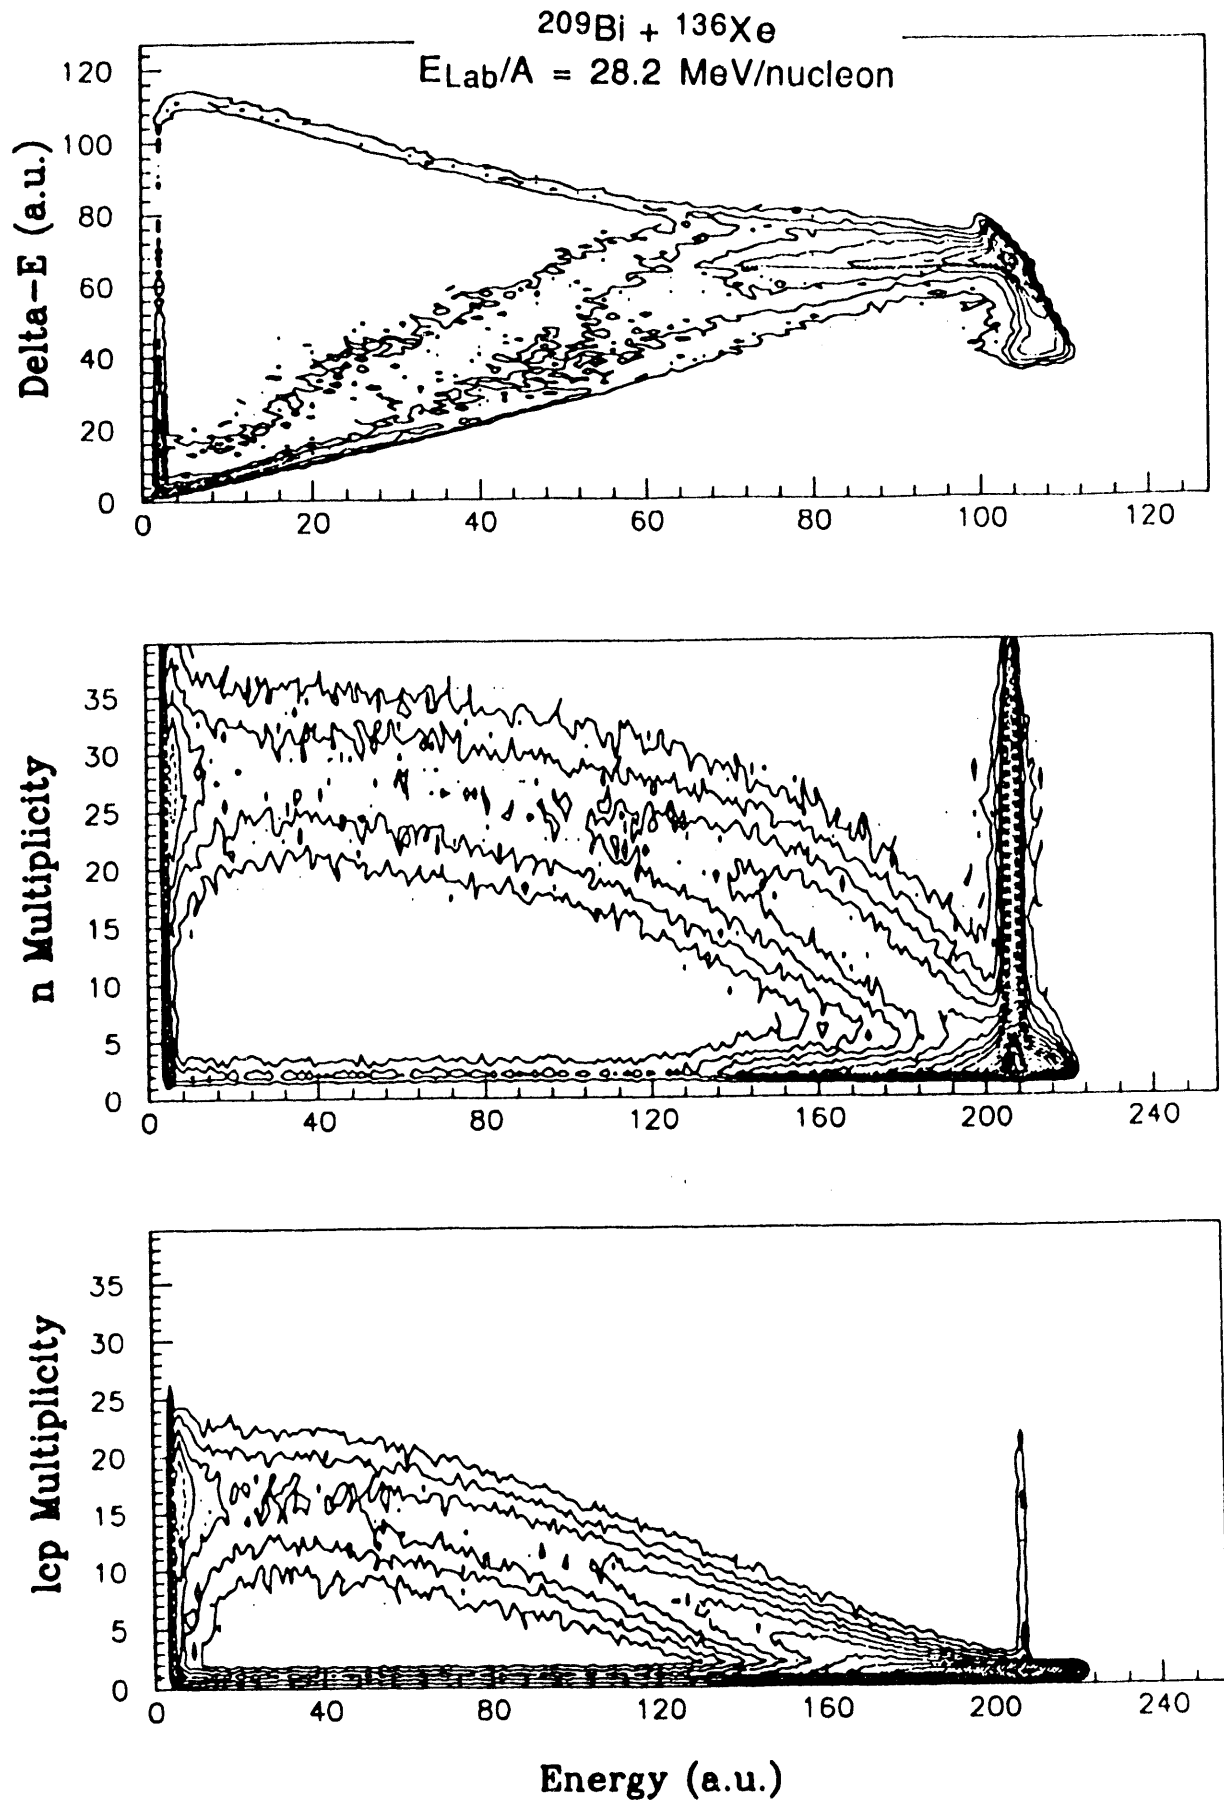 ²⁰⁹Bi + ¹³⁶Xe
E_Lab/A = 28.2 MeV/nucleon
Delta-E (a.u.)
120
100
80
60
40
20
0
0 20 40 60 80 100 120
n Multiplicity
35
30
25
20
15
10
5
0
0 40 80 120 160 200 240
lcp Multiplicity
35
30
25
20
15
10
5
0
0 40 80 120 160 200 240
Energy (a.u.)